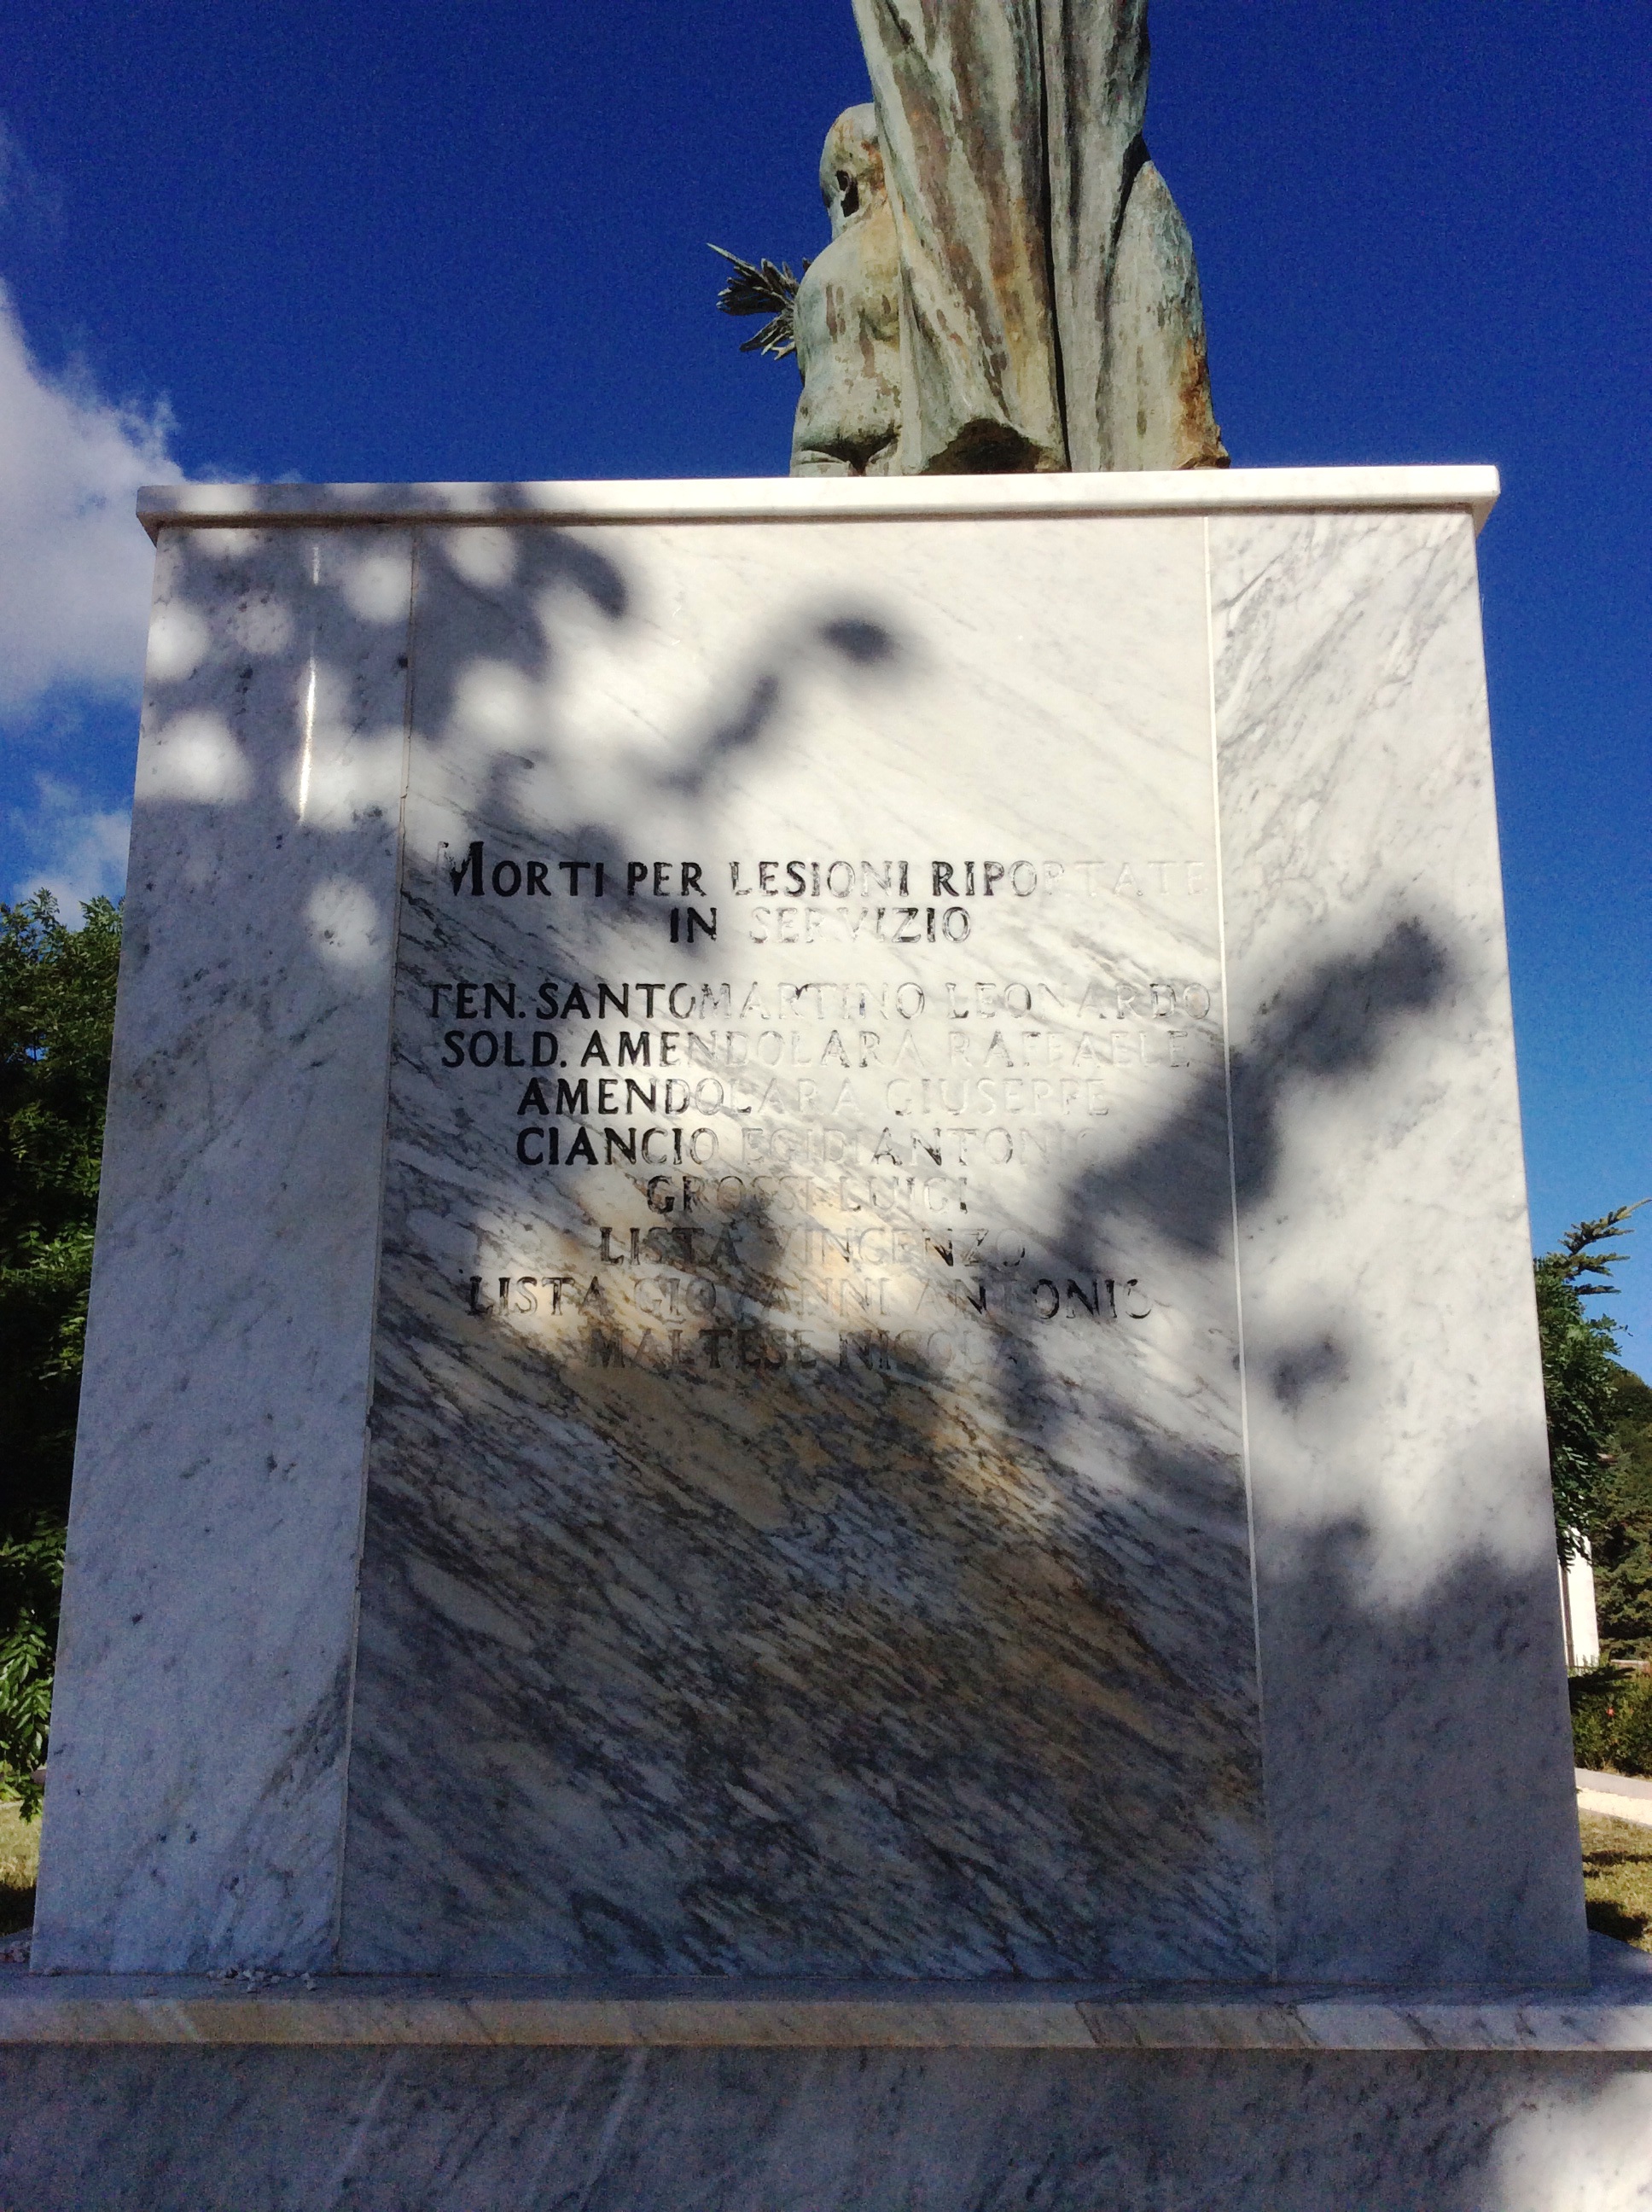 MORTI PER LESIONI RIPORTATE
IN SERVIZIO
TEN. SANTOMARTINO LEONARDO
SOLD. AMENDOLARA RAFFAELE
AMENDOLARA GIUSEPPE
CIANCIO EGIDIANTONIO
GROSSI LUIGI
LISTA VINCENZO
LISTA GIOVANNI ANTONIO
MALTESE NICOLA